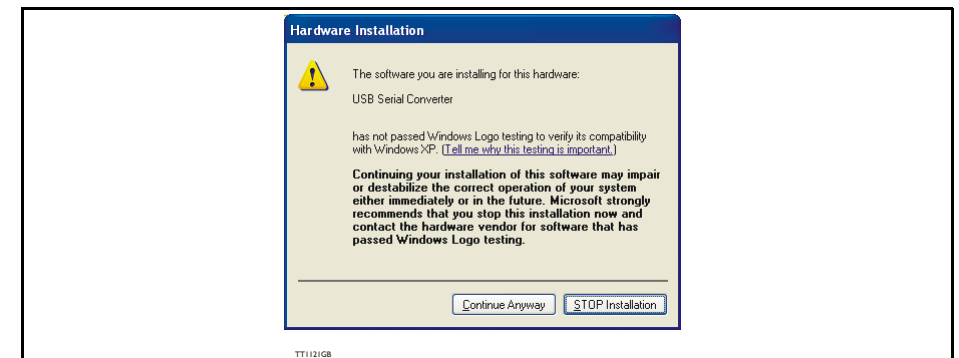 Hardware Installation
The software you are installing for this hardware:
USB Serial Converter
has not passed Windows Logo testing to verify its compatibility
with Windows XP. (Tell me why this testing is important.)
Continuing your installation of this software may impair
or destabilize the correct operation of your system
either immediately or in the future. Microsoft strongly
recommends that you stop this installation now and
contact the hardware vendor for software that has
passed Windows Logo testing.
Continue Anyway
STOP Installation
TT1121GB